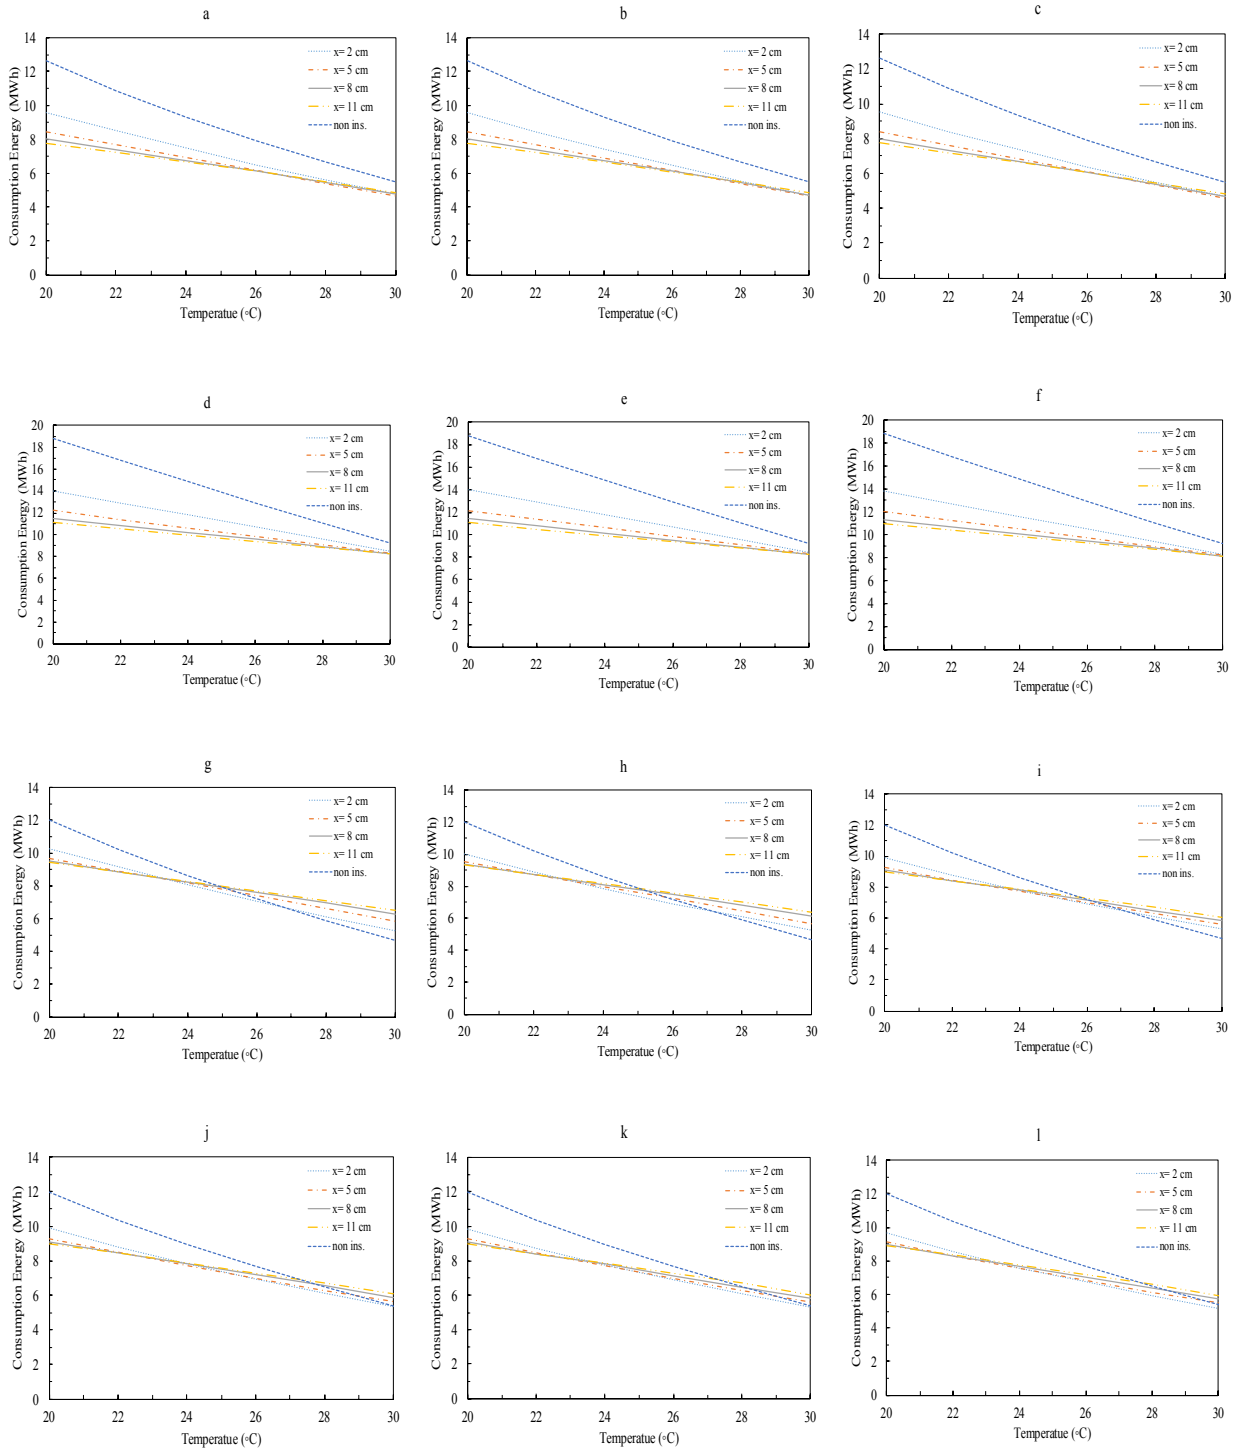 a
Consumption Energy (MWh)
14
12
10
8
6
4
2
0
x= 2 cm
x= 5 cm
x= 8 cm
x= 11 cm
non ins.
20 22 24 26 28 30
Temperatue (°C)
b
Consumption Energy (MWh)
14
12
10
8
6
4
2
0
x= 2 cm
x= 5 cm
x= 8 cm
x= 11 cm
non ins.
20 22 24 26 28 30
Temperatue (°C)
c
Consumption Energy (MWh)
14
12
10
8
6
4
2
0
x= 2 cm
x= 5 cm
x= 8 cm
x= 11 cm
non ins.
20 22 24 26 28 30
Temperatue (°C)
d
Consumption Energy (MWh)
20
18
16
14
12
10
8
6
4
2
0
x= 2 cm
x= 5 cm
x= 8 cm
x= 11 cm
non ins.
20 22 24 26 28 30
Temperatue (°C)
e
Consumption Energy (MWh)
20
18
16
14
12
10
8
6
4
2
0
x= 2 cm
x= 5 cm
x= 8 cm
x= 11 cm
non ins.
20 22 24 26 28 30
Temperatue (°C)
f
Consumption Energy (MWh)
20
18
16
14
12
10
8
6
4
2
0
x= 2 cm
x= 5 cm
x= 8 cm
x= 11 cm
non ins.
20 22 24 26 28 30
Temperatue (°C)
g
Consumption Energy (MWh)
14
12
10
8
6
4
2
0
x= 2 cm
x= 5 cm
x= 8 cm
x= 11 cm
non ins.
20 22 24 26 28 30
Temperatue (°C)
h
Consumption Energy (MWh)
14
12
10
8
6
4
2
0
x= 2 cm
x= 5 cm
x= 8 cm
x= 11 cm
non ins.
20 22 24 26 28 30
Temperatue (°C)
i
Consumption Energy (MWh)
14
12
10
8
6
4
2
0
x= 2 cm
x= 5 cm
x= 8 cm
x= 11 cm
non ins.
20 22 24 26 28 30
Temperatue (°C)
j
Consumption Energy (MWh)
14
12
10
8
6
4
2
0
x= 2 cm
x= 5 cm
x= 8 cm
x= 11 cm
non ins.
20 22 24 26 28 30
Temperatue (°C)
k
Consumption Energy (MWh)
14
12
10
8
6
4
2
0
x= 2 cm
x= 5 cm
x= 8 cm
x= 11 cm
non ins.
20 22 24 26 28 30
Temperatue (°C)
l
Consumption Energy (MWh)
14
12
10
8
6
4
2
0
x= 2 cm
x= 5 cm
x= 8 cm
x= 11 cm
non ins.
20 22 24 26 28 30
Temperatue (°C)